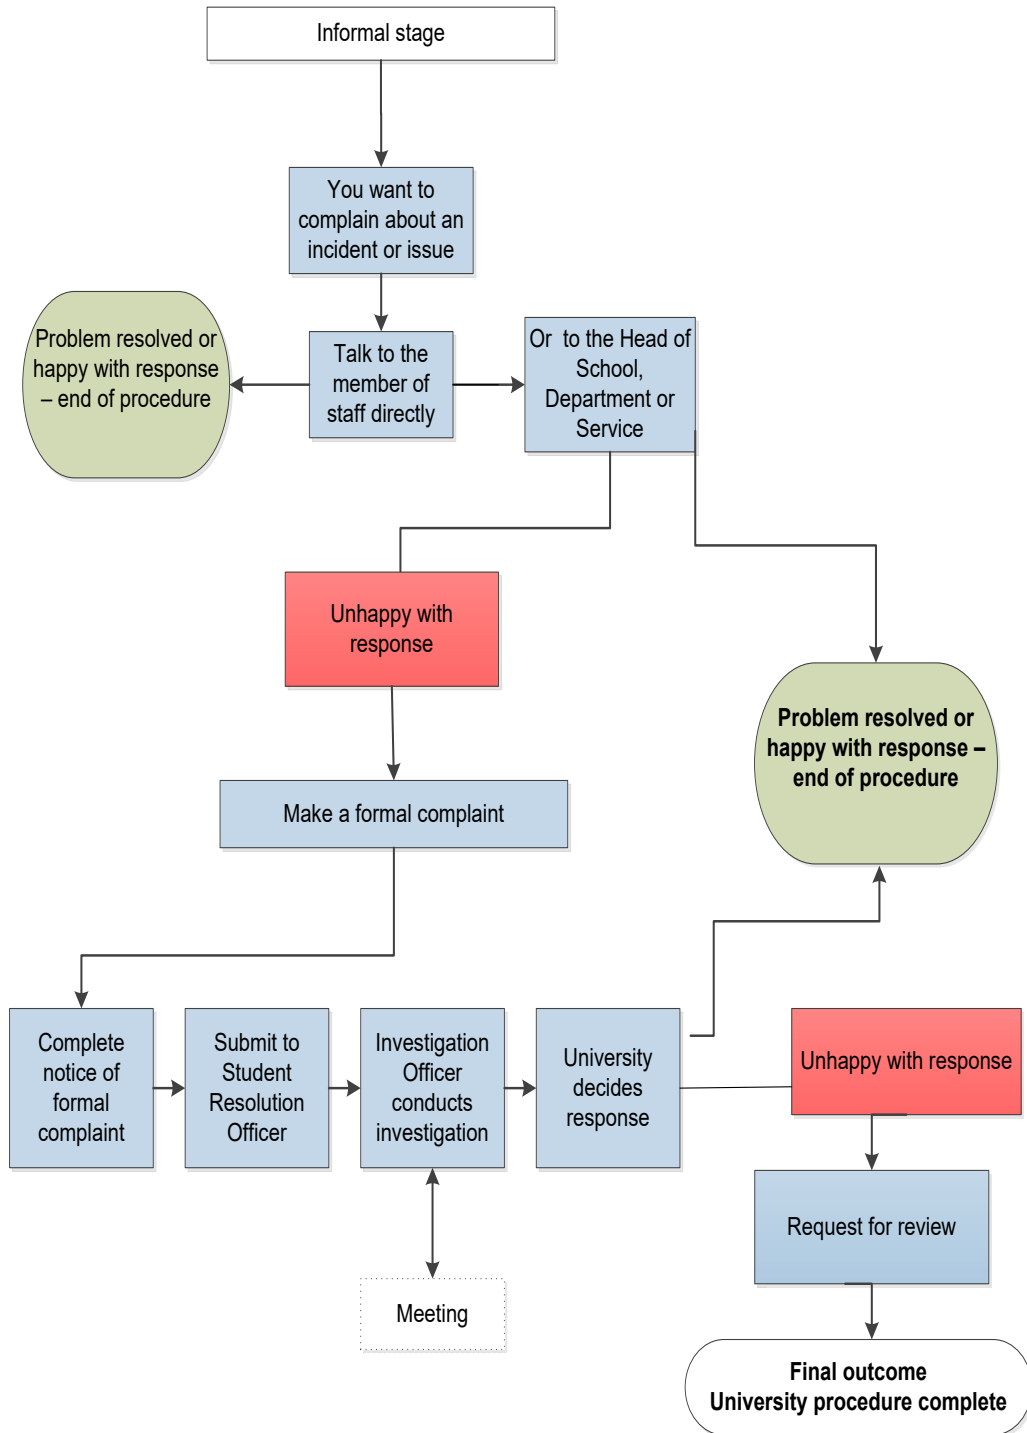 Informal stage
You want to
complain about an
incident or issue
Problem resolved or
happy with response
– end of procedure
Talk to the
member of
staff directly
Or  to the Head of
School,
Department or
Service
Unhappy with
response
Problem resolved or
happy with response –
end of procedure
Make a formal complaint
Complete
notice of
formal
complaint
Submit to
Student
Resolution
Officer
Investigation
Officer
conducts
investigation
University
decides
response
Unhappy with response
Request for review
Meeting
Final outcome
University procedure complete